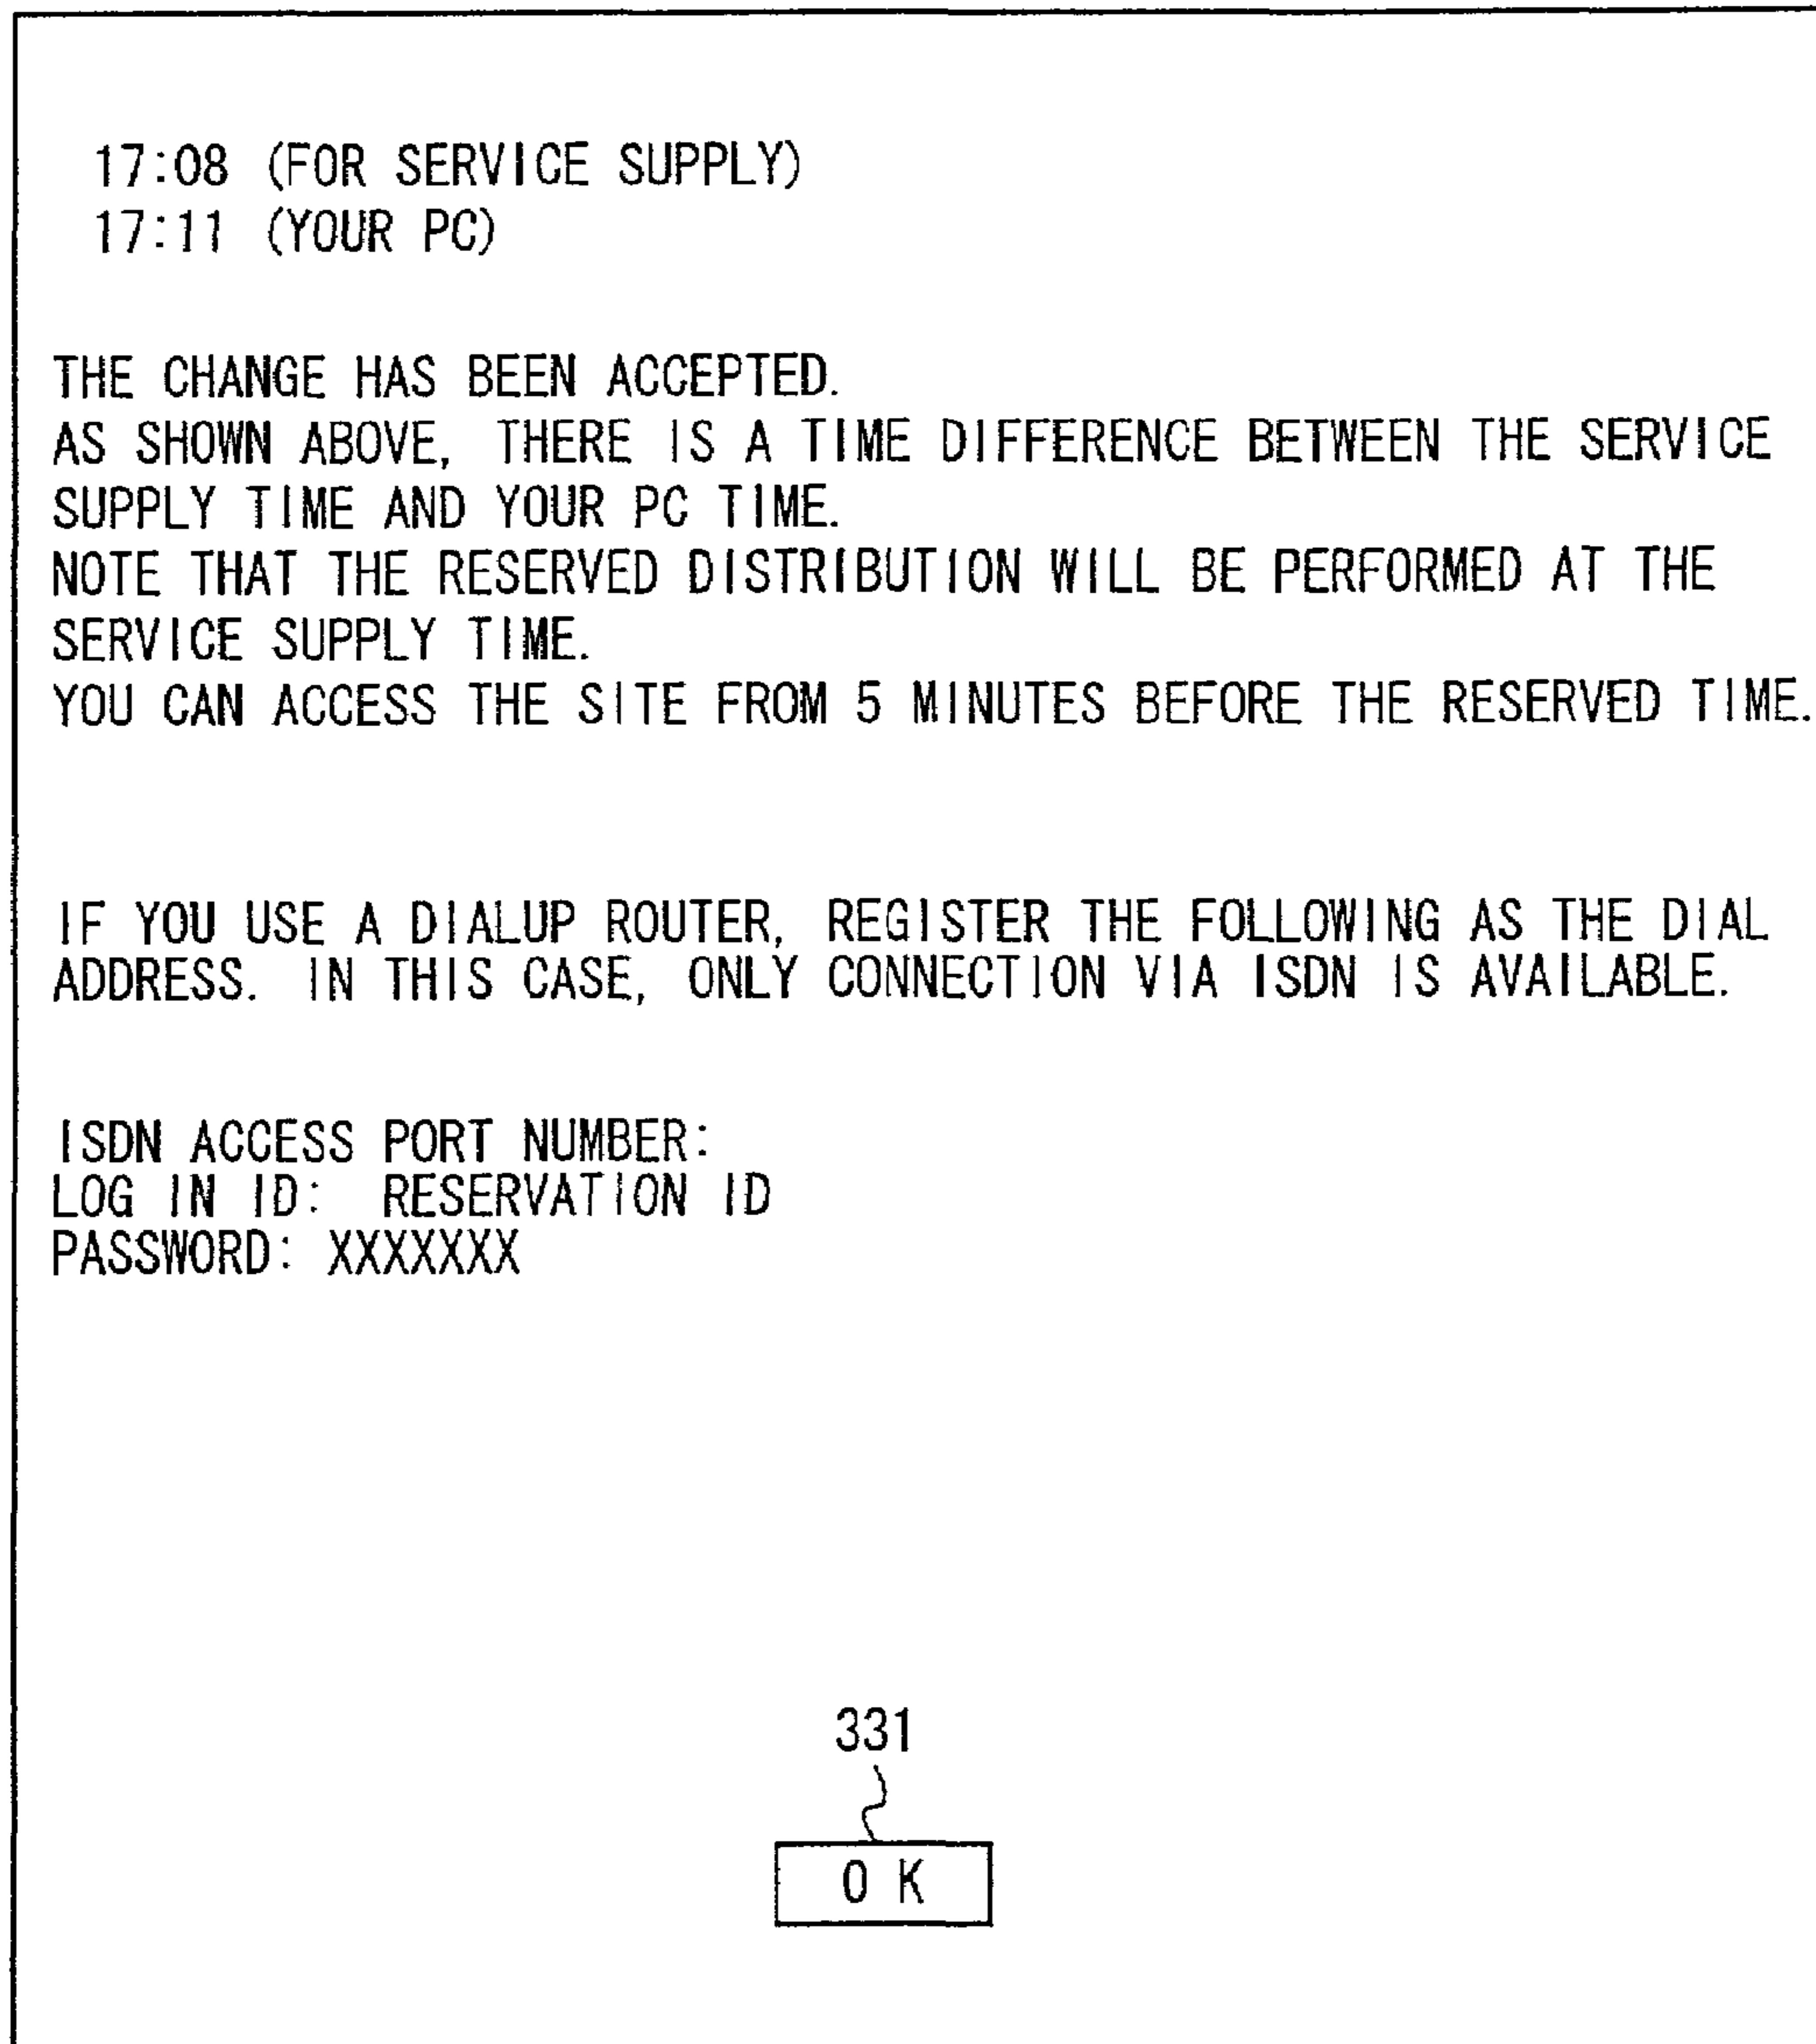 17:08 (FOR SERVICE SUPPLY)
17:11 (YOUR PC)
THE CHANGE HAS BEEN ACCEPTED.
AS SHOWN ABOVE, THERE IS A TIME DIFFERENCE BETWEEN THE SERVICE
SUPPLY TIME AND YOUR PC TIME.
NOTE THAT THE RESERVED DISTRIBUTION WILL BE PERFORMED AT THE
SERVICE SUPPLY TIME.
YOU CAN ACCESS THE SITE FROM 5 MINUTES BEFORE THE RESERVED TIME.
IF YOU USE A DIALUP ROUTER, REGISTER THE FOLLOWING AS THE DIAL
ADDRESS. IN THIS CASE, ONLY CONNECTION VIA ISDN IS AVAILABLE.
ISDN ACCESS PORT NUMBER:
LOG IN ID: RESERVATION ID
PASSWORD: XXXXXXX
331
OK